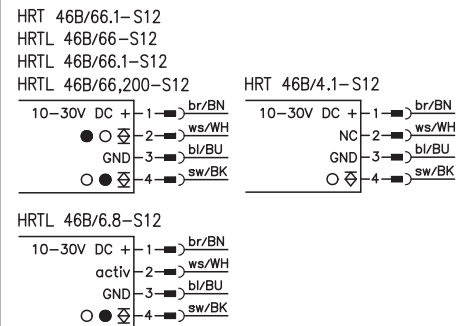 HRT 46B/66.1-S12
HRTL 46B/66-S12
HRTL 46B/66.1-S12
HRTL 46B/66,200-S12
10-30V DC + 1 br/BN
2 ws/WH
GND 3 bl/BU
4 sw/BK
HRT 46B/4.1-S12
10-30V DC + 1 br/BN
NC 2 ws/WH
GND 3 bl/BU
4 sw/BK
HRTL 46B/6.8-S12
10-30V DC + 1 br/BN
activ 2 ws/WH
GND 3 bl/BU
4 sw/BK